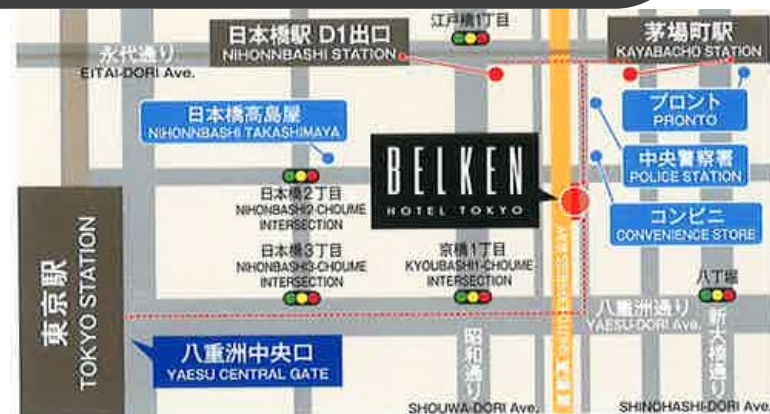 江戸橋1丁目
日本橋駅 D1出口
NIHONNBASHI STATION
茅場町駅
KAYABACHO STATION
永代通り
EITAI-DORI Ave.
日本橋高島屋
NIHONNBASHI TAKASHIMAYA
プロント
PRONTO
中央警察署
POLICE STATION
コンビニ
CONVENIENCE STORE
BELKEN
HOTEL TOKYO
日本橋2丁目
NIHONBASHI2-CHOUME
INTERSECTION
日本橋3丁目
NIHONBASHI3-CHOUME
INTERSECTION
京橋1丁目
KYOUBASHI1-CHOUME
INTERSECTION
八丁堀
東京駅
TOKYO STATION
八重洲通り
YAESU-DORI Ave.
八重洲中央口
YAESU CENTRAL GATE
昭和通り
SHOUWA-DORI Ave.
新大橋通り
SHINOHASHI-DORI Ave.